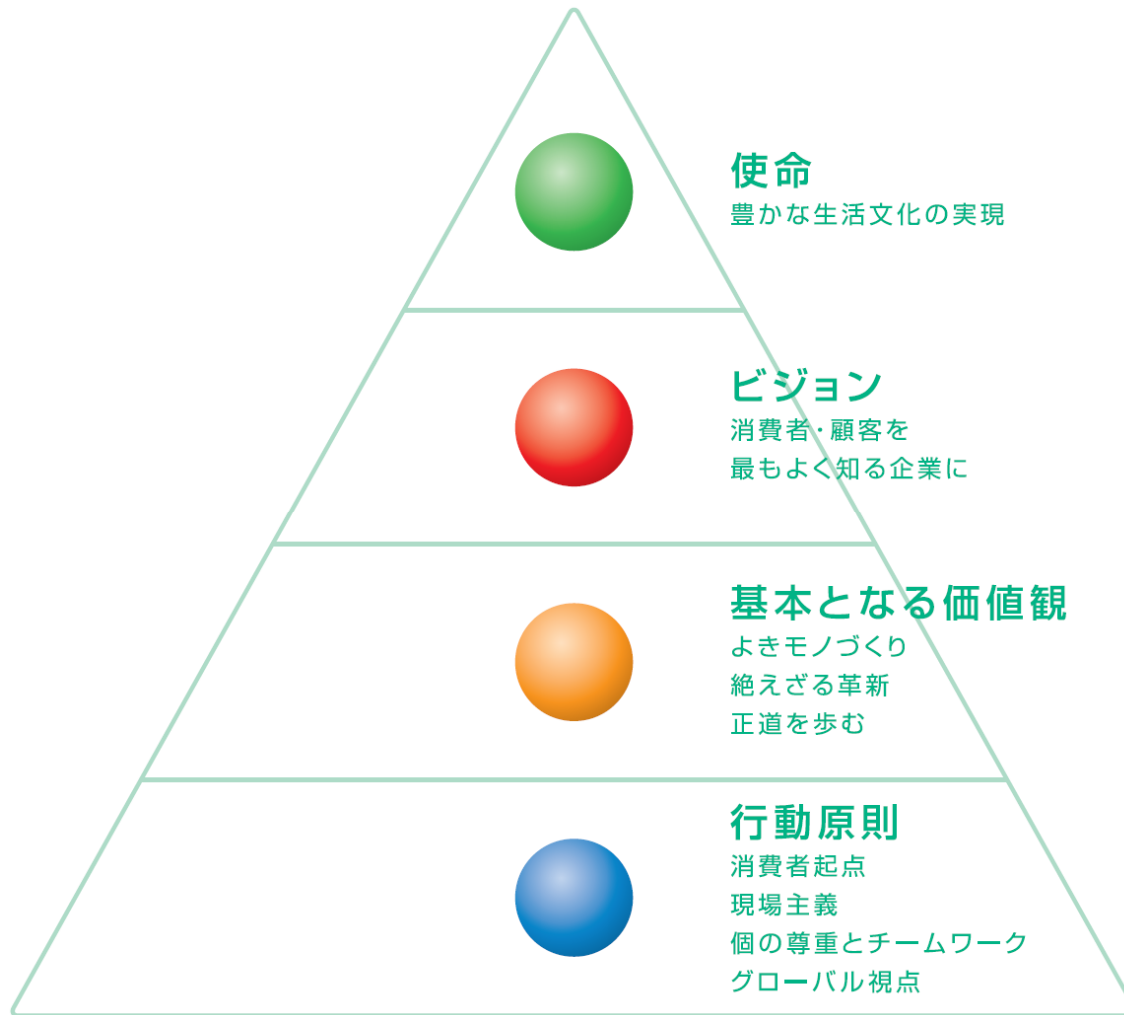 使命
豊かな生活文化の実現
ビジョン
消費者・顧客を
最もよく知る企業に
基本となる価値観
よきモノづくり
絶えざる革新
正道を歩む
行動原則
消費者起点
現場主義
個の尊重とチームワーク
グローバル視点